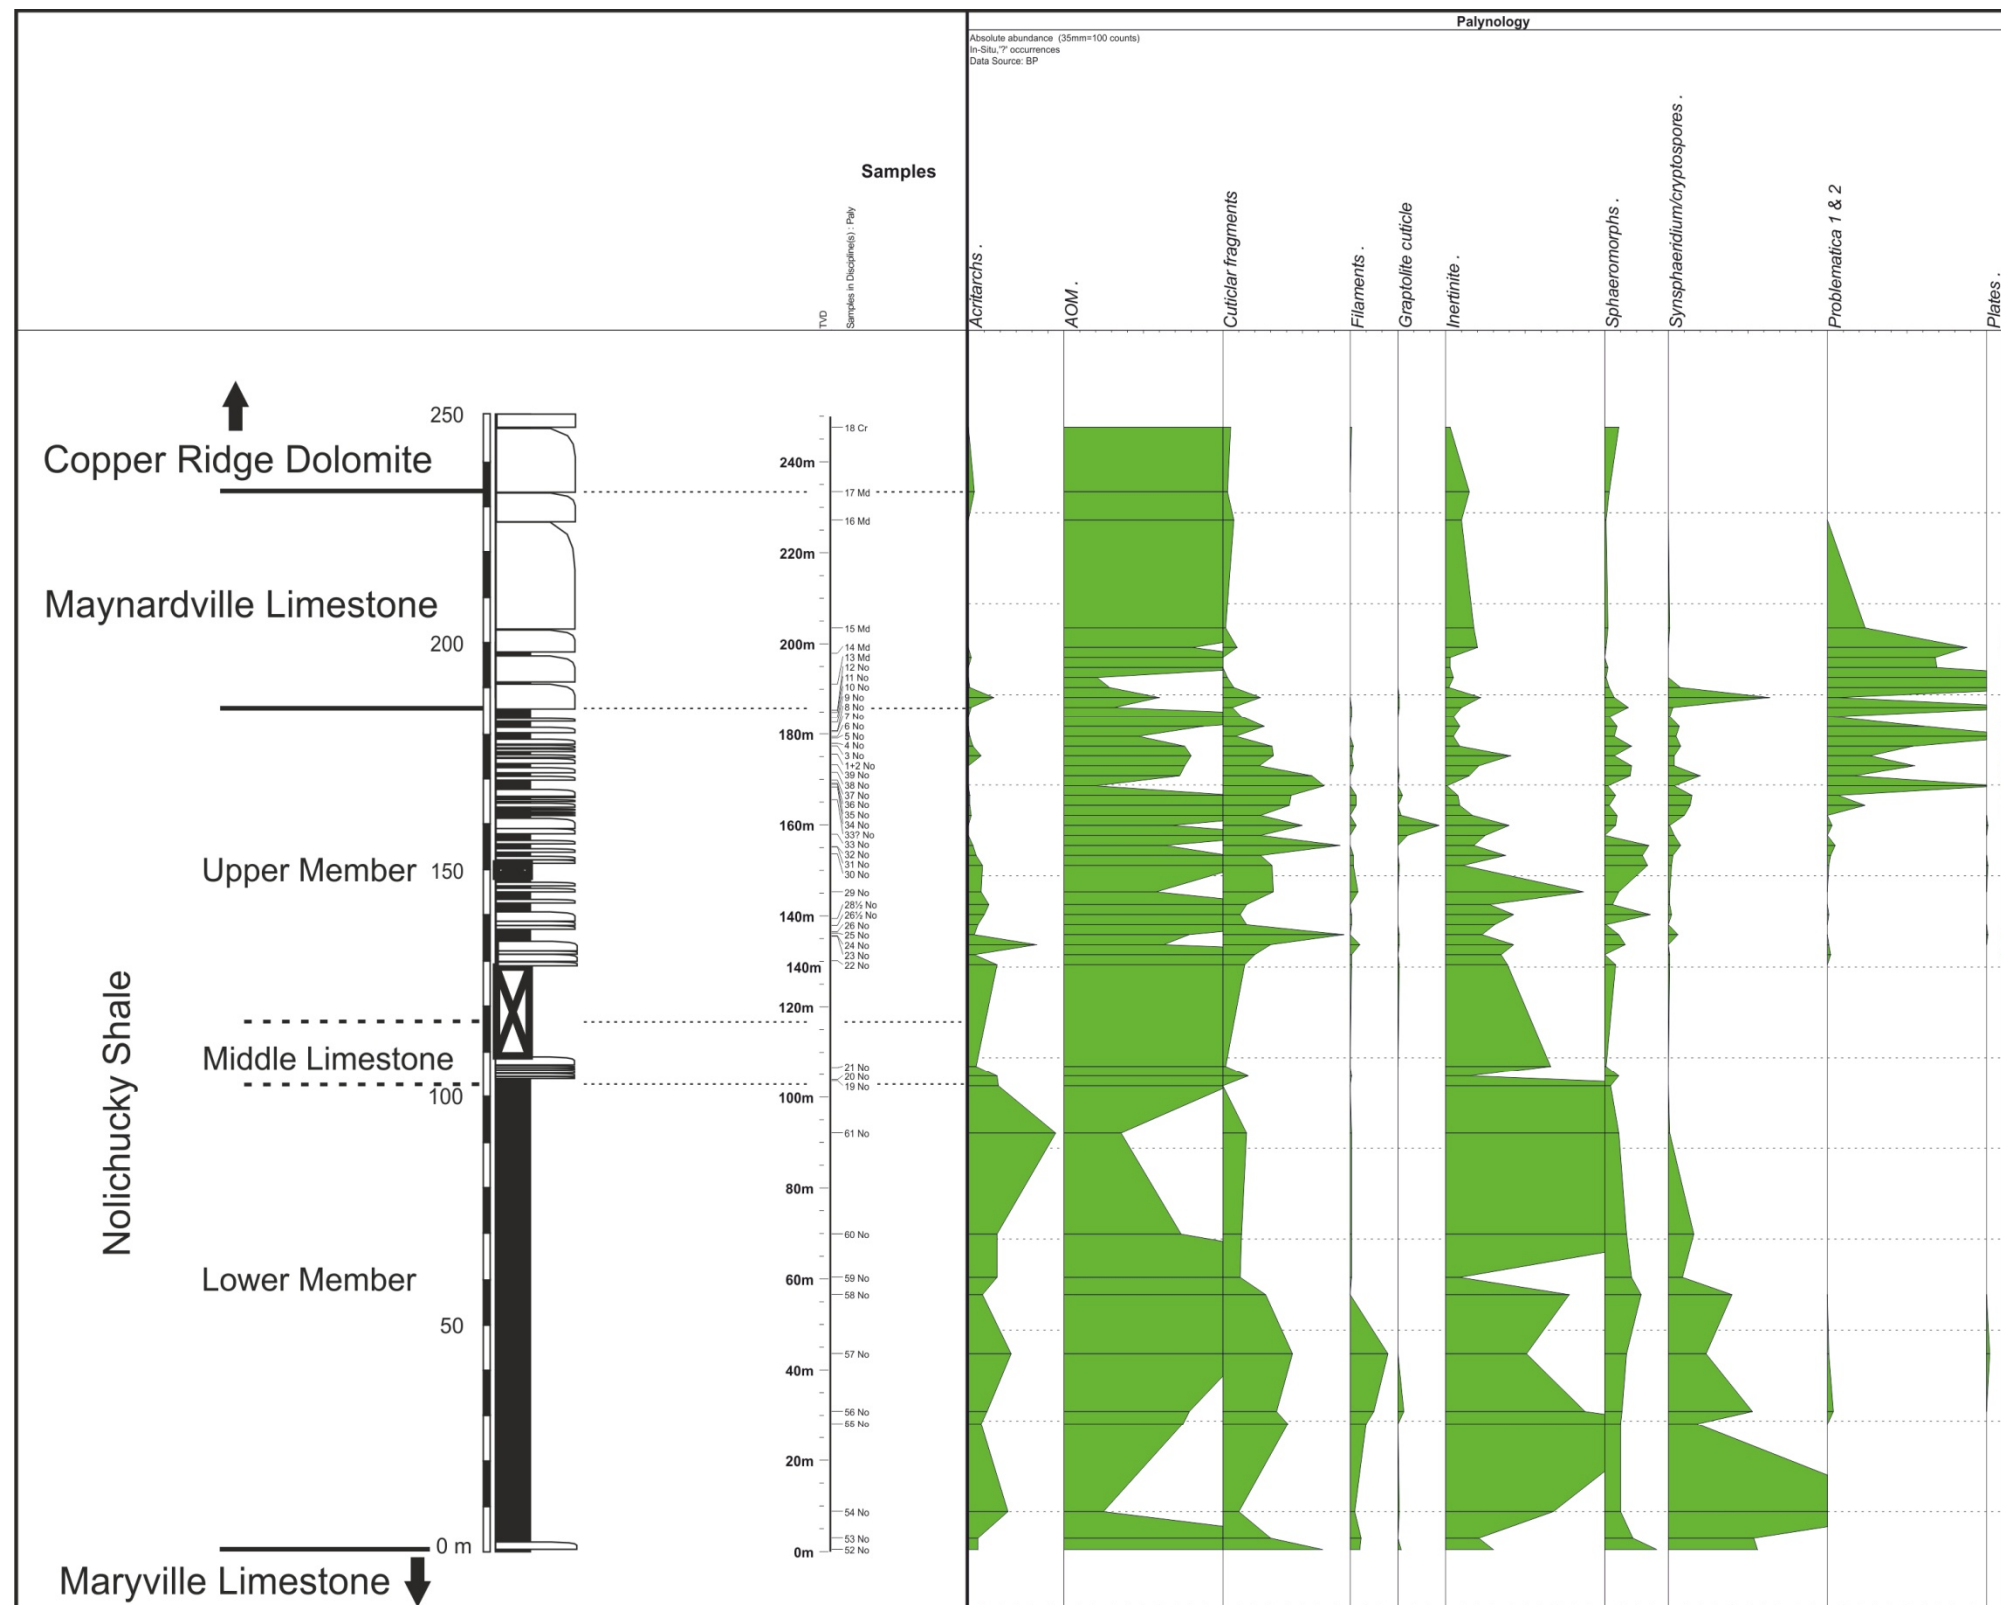 Palynology
Absolute abundance (35mm=100 counts)
In-Situ,'?' occurrences
Data Source: BP
Samples
TVD
Samples in Discipline(s) : Paly
Acritarchs .
AOM .
Cuticlar fragments
Filaments .
Graptolite cuticle
Inertinite .
Sphaeromorphs .
Synsphaeridium/cryptospores .
Problematica 1 & 2
Plates .
250
Copper Ridge Dolomite
Maynardville Limestone
200
Upper Member
150
Nolichucky Shale
Middle Limestone
100
Lower Member
50
0 m
Maryville Limestone
240m
220m
200m
180m
160m
140m
140m
120m
100m
80m
60m
40m
20m
0m
18 Cr
17 Md
16 Md
15 Md
14 Md
13 Md
12 No
11 No
10 No
9 No
8 No
7 No
6 No
5 No
4 No
3 No
1+2 No
39 No
38 No
37 No
36 No
35 No
34 No
33? No
33 No
32 No
31 No
30 No
29 No
28½ No
26½ No
26 No
25 No
24 No
23 No
22 No
21 No
20 No
19 No
61 No
60 No
59 No
58 No
57 No
56 No
55 No
54 No
53 No
52 No